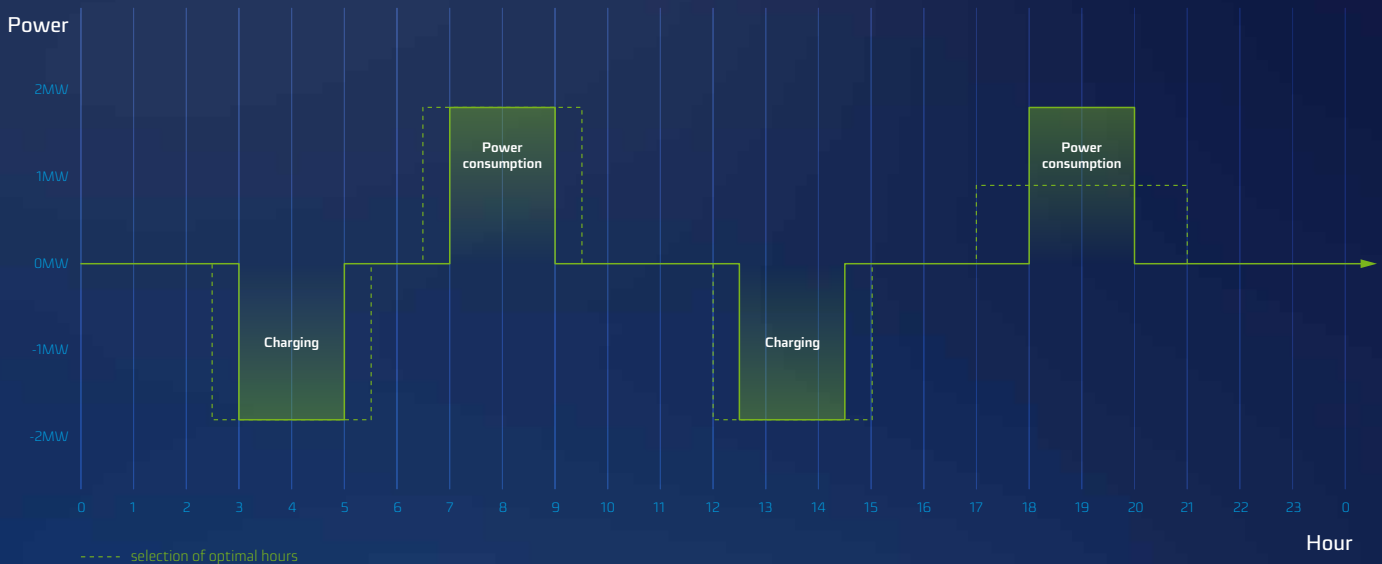 Power
2MW
1MW
0MW
-1MW
-2MW
Power
consumption
Power
consumption
Charging
Charging
0 1 2 3 4 5 6 7 8 9 10 11 12 13 14 15 16 17 18 19 20 21 22 23 0
Hour
selection of optimal hours